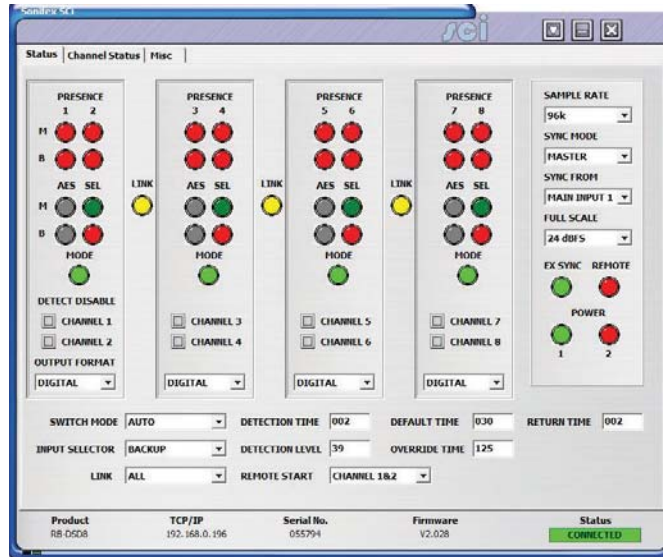 Sonifex SCi
sci
Status Channel Status Misc
PRESENCE PRESENCE PRESENCE PRESENCE
1 2 3 4 5 6 7 8
M
B
AES SEL LINK AES SEL LINK AES SEL LINK AES SEL
M
B
MODE MODE MODE MODE
DETECT DISABLE
CHANNEL 1 CHANNEL 3 CHANNEL 5 CHANNEL 7
CHANNEL 2 CHANNEL 4 CHANNEL 6 CHANNEL 8
OUTPUT FORMAT
DIGITAL DIGITAL DIGITAL DIGITAL
SAMPLE RATE
96k
SYNC MODE
MASTER
SYNC FROM
MAIN INPUT 1
FULL SCALE
24 dBFS
EX SYNC REMOTE
POWER
1 2
SWITCH MODE AUTO DETECTION TIME 002 DEFAULT TIME 030 RETURN TIME 002
INPUT SELECTOR BACKUP DETECTION LEVEL 39 OVERRIDE TIME 125
LINK ALL REMOTE START CHANNEL 1&2
Product TCP/IP Serial No. Firmware Status
RB-DSD8 192.168.0.196 055794 V2.028 CONNECTED